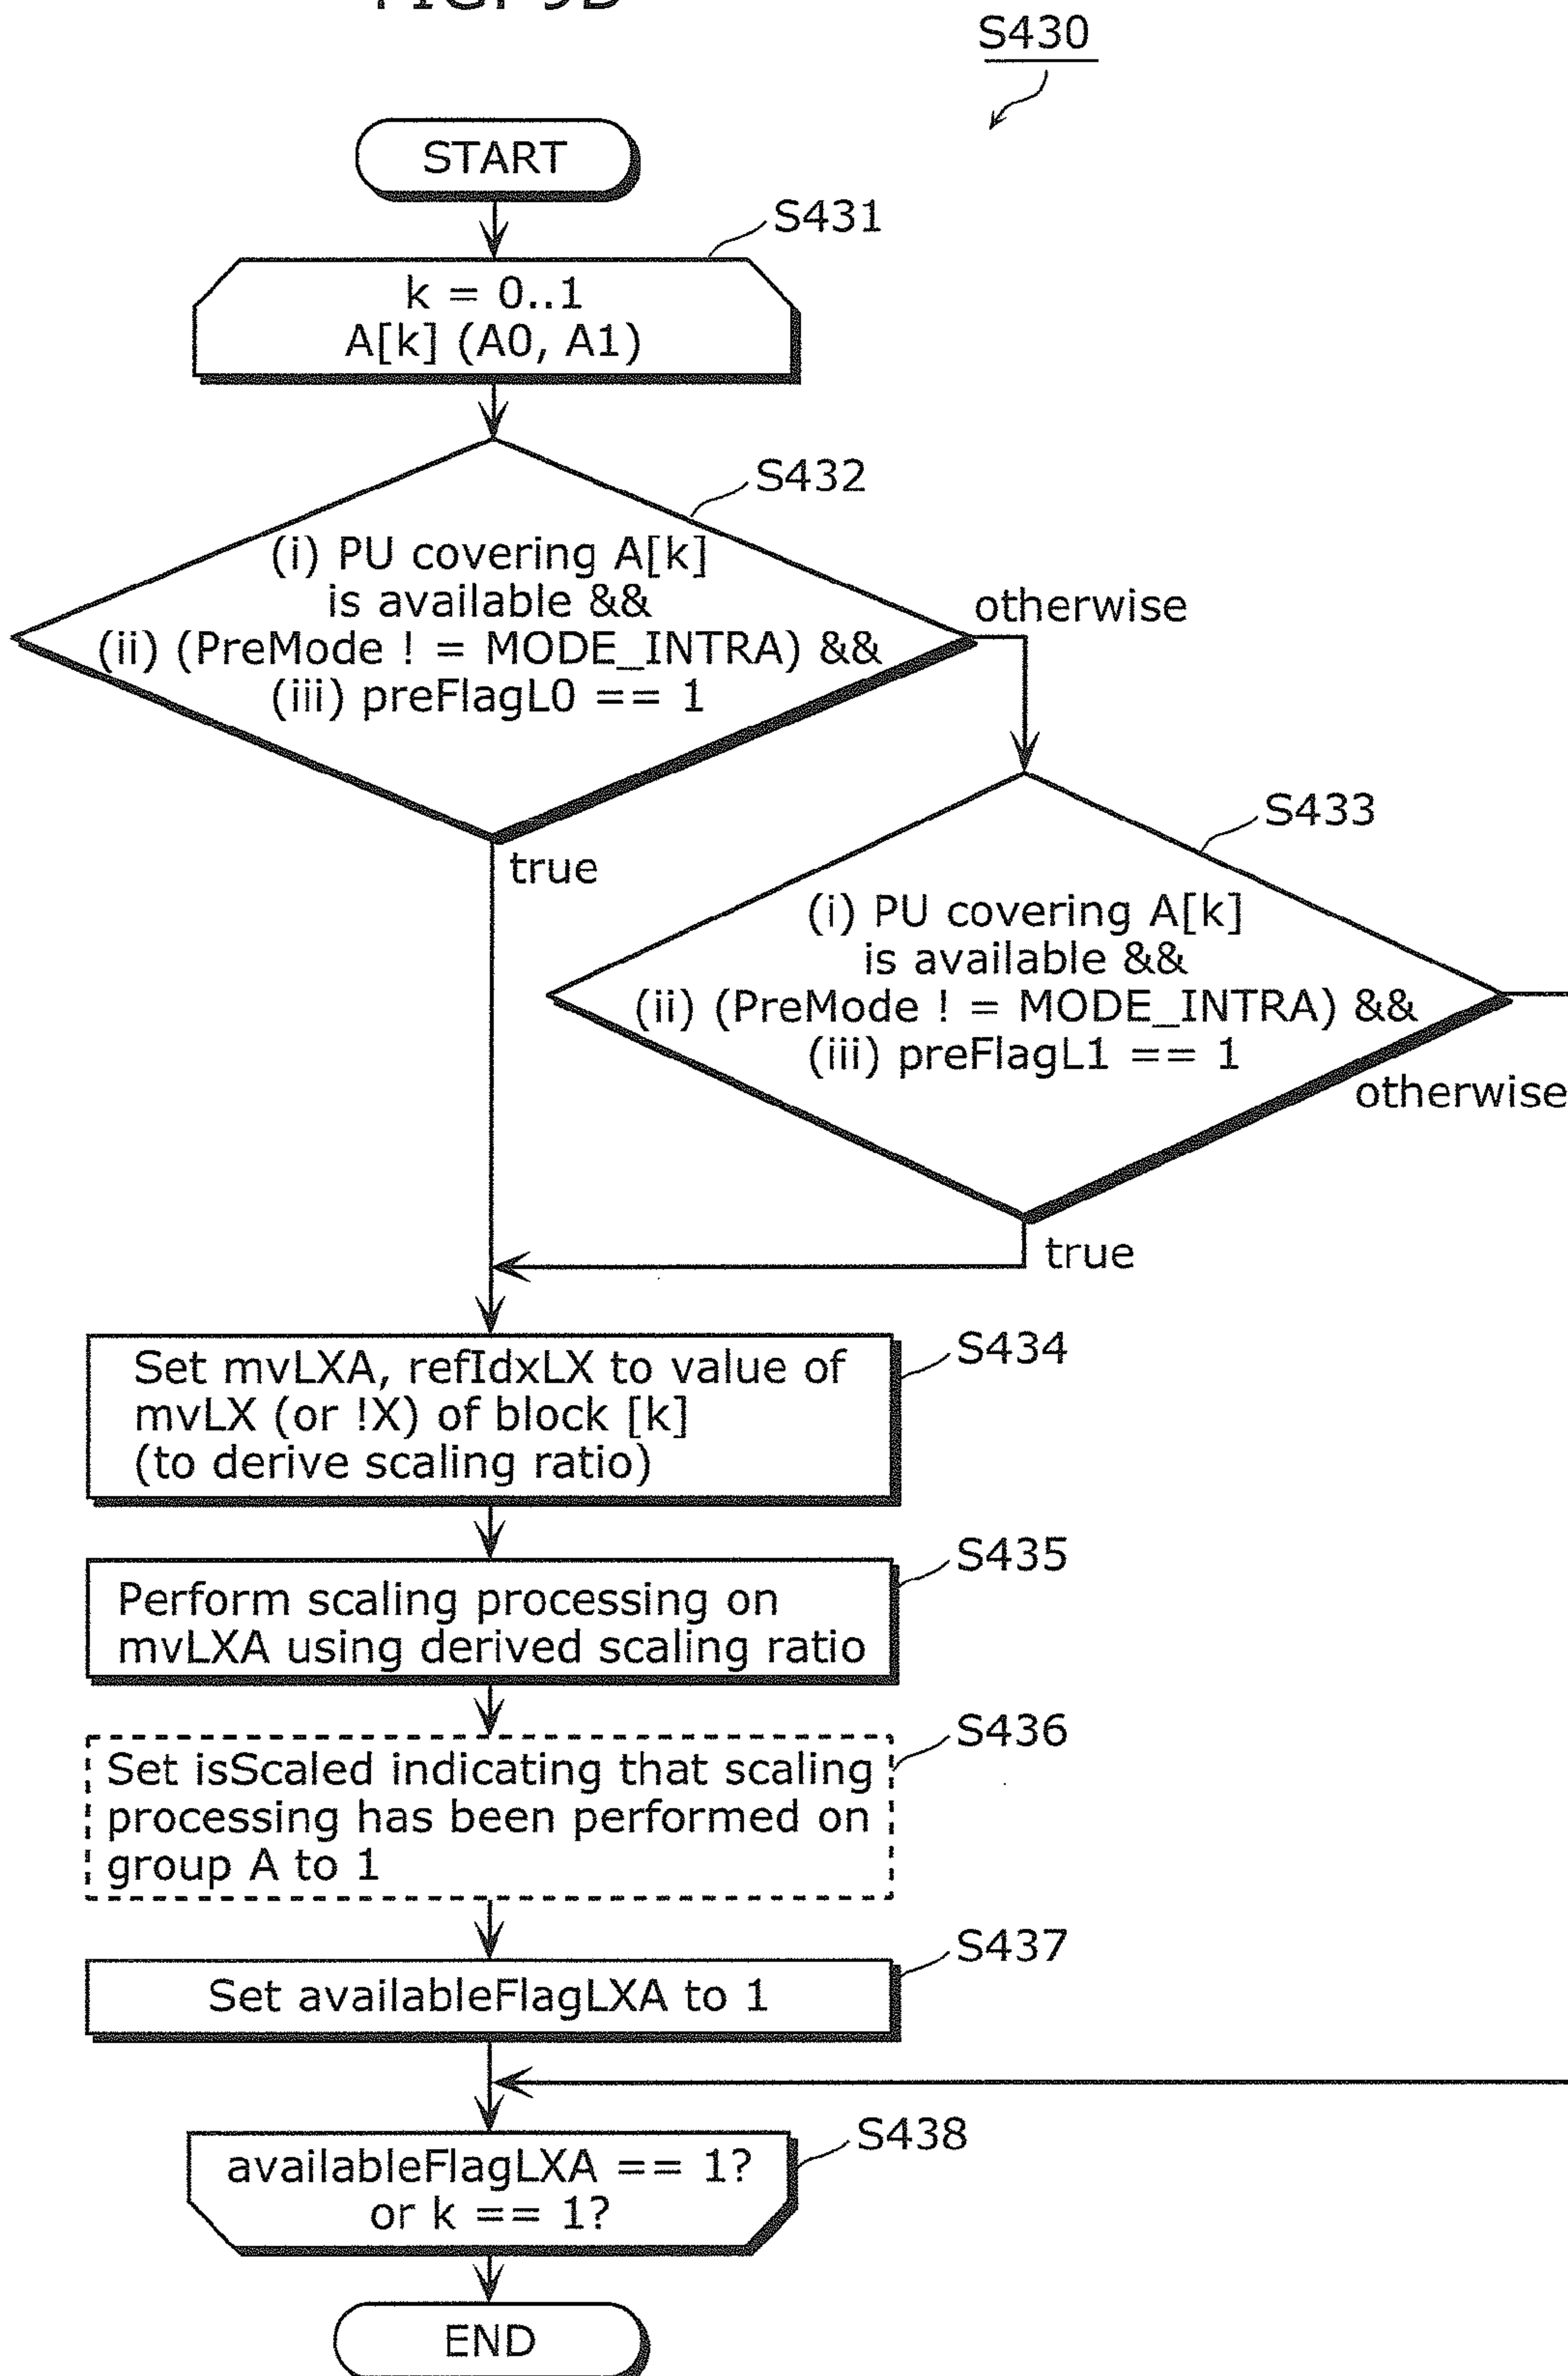 S430
START
S431
k = 0..1
A[k] (A0, A1)
S432
(i) PU covering A[k]
is available &&
(ii) (PreMode ! = MODE_INTRA) &&
(iii) preFlagL0 == 1
otherwise
true
S433
(i) PU covering A[k]
is available &&
(ii) (PreMode ! = MODE_INTRA) &&
(iii) preFlagL1 == 1
otherwise
true
S434
Set mvLXA, refIdxLX to value of
mvLX (or !X) of block [k]
(to derive scaling ratio)
S435
Perform scaling processing on
mvLXA using derived scaling ratio
S436
Set isScaled indicating that scaling
processing has been performed on
group A to 1
S437
Set availableFlagLXA to 1
S438
availableFlagLXA == 1?
or k == 1?
END